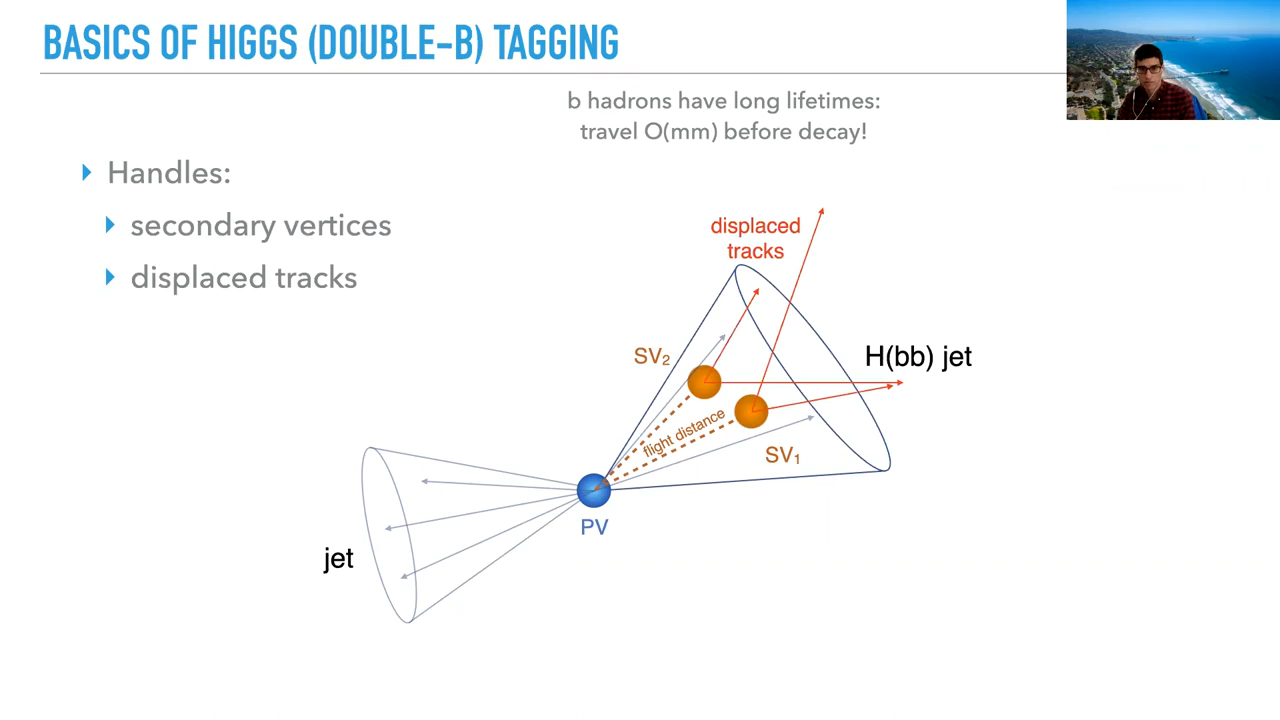 BASICS OF HIGGS (DOUBLE-B) TAGGING
b hadrons have long lifetimes:
travel O(mm) before decay!
Handles:
secondary vertices
displaced tracks
displaced
tracks
SV₂
H(bb) jet
flight distance
SV₁
PV
jet